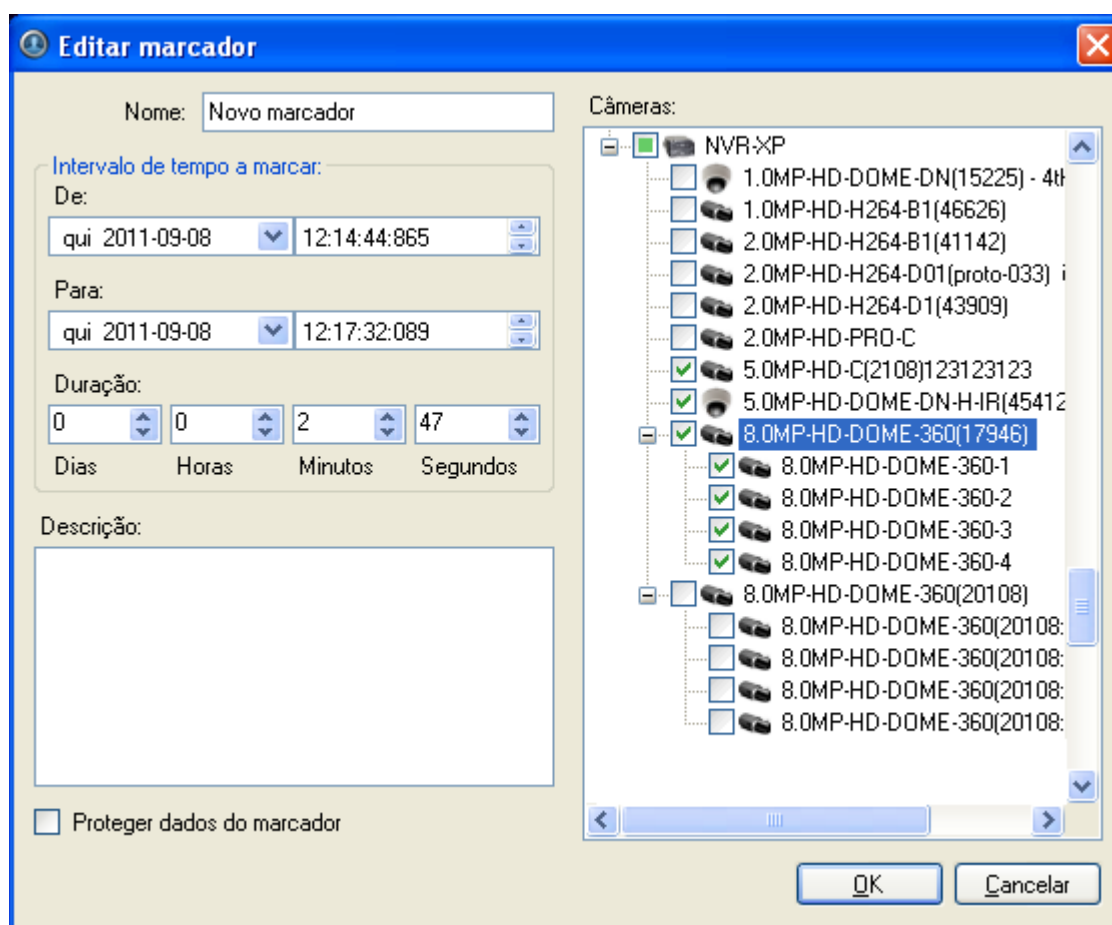 Editar marcador
Nome: Novo marcador
Intervalo de tempo a marcar:
De:
qui 2011-09-08 12:14:44:865
Para:
qui 2011-09-08 12:17:32:089
Duração:
0 0 2 47
Dias Horas Minutos Segundos
Descrição:
Proteger dados do marcador
Câmeras:
NVR-XP
1.0MP-HD-DOME-DN(15225) - 4th
1.0MP-HD-H264-B1(46626)
2.0MP-HD-H264-B1(41142)
2.0MP-HD-H264-D01(proto-033) i
2.0MP-HD-H264-D1(43909)
2.0MP-HD-PRO-C
5.0MP-HD-C(2108)123123123
5.0MP-HD-DOME-DN-H-IR(45412
8.0MP-HD-DOME-360(17946)
8.0MP-HD-DOME-360-1
8.0MP-HD-DOME-360-2
8.0MP-HD-DOME-360-3
8.0MP-HD-DOME-360-4
8.0MP-HD-DOME-360(20108)
8.0MP-HD-DOME-360(20108:
8.0MP-HD-DOME-360(20108:
8.0MP-HD-DOME-360(20108:
8.0MP-HD-DOME-360(20108:
OK Cancelar